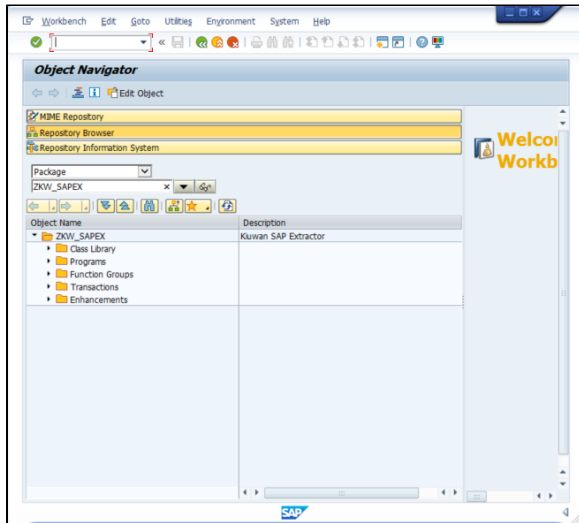 Workbench Edit Goto Utilities Environment System Help
Object Navigator
Edit Object
MIME Repository
Repository Browser
Repository Information System
Package
ZKW_SAPEX
Object Name Description
ZKW_SAPEX Kiuwan SAP Extractor
Class Library
Programs
Function Groups
Transactions
Enhancements
Welcor
Workb
SAP